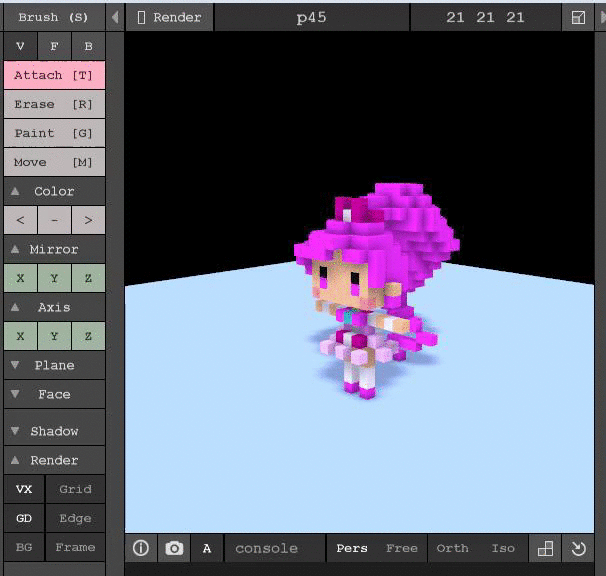 Brush (S)
Render
p45
21 21 21
V F B
Attach [T]
Erase [R]
Paint [G]
Move [M]
Color
< - >
Mirror
X Y Z
Axis
X Y Z
Plane
Face
Shadow
Render
VX Grid
GD Edge
BG Frame
A console Pers Free Orth Iso